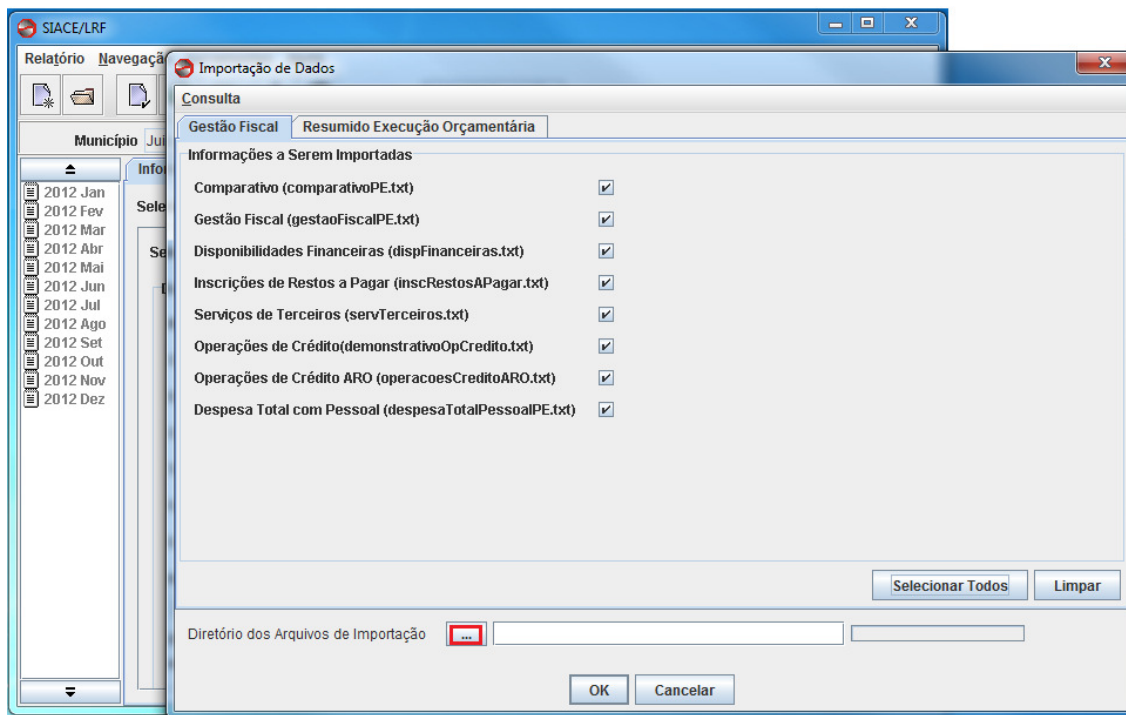 SIACE/LRF
Relatório Navegaçã
Importação de Dados
Consulta
Gestão Fiscal Resumido Execução Orçamentária
Município
Informações a Serem Importadas
2012 Jan
2012 Fev
2012 Mar
2012 Abr
2012 Mai
2012 Jun
2012 Jul
2012 Ago
2012 Set
2012 Out
2012 Nov
2012 Dez
Comparativo (comparativoPE.txt)
Gestão Fiscal (gestaoFiscalPE.txt)
Disponibilidades Financeiras (dispFinanceiras.txt)
Inscrições de Restos a Pagar (inscRestosAPagar.txt)
Serviços de Terceiros (servTerceiros.txt)
Operações de Crédito(demonstrativoOpCredito.txt)
Operações de Crédito ARO (operacoesCreditoARO.txt)
Despesa Total com Pessoal (despesaTotalPessoalPE.txt)
Selecionar Todos Limpar
Diretório dos Arquivos de Importação ...
OK Cancelar